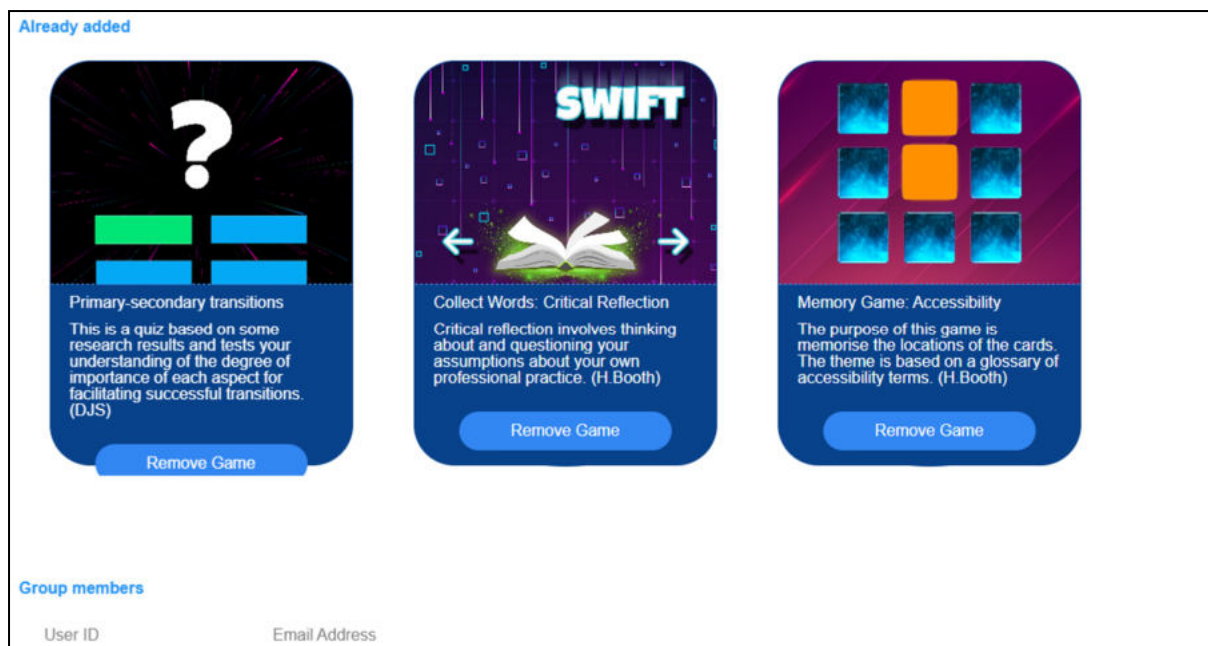 Already added
?
SWIFT
Primary-secondary transitions
This is a quiz based on some
research results and tests your
understanding of the degree of
importance of each aspect for
facilitating successful transitions.
(DJS)
Remove Game
Collect Words: Critical Reflection
Critical reflection involves thinking
about and questioning your
assumptions about your own
professional practice. (H.Booth)
Remove Game
Memory Game: Accessibility
The purpose of this game is
memorise the locations of the cards.
The theme is based on a glossary of
accessibility terms. (H.Booth)
Remove Game
Group members
User ID
Email Address